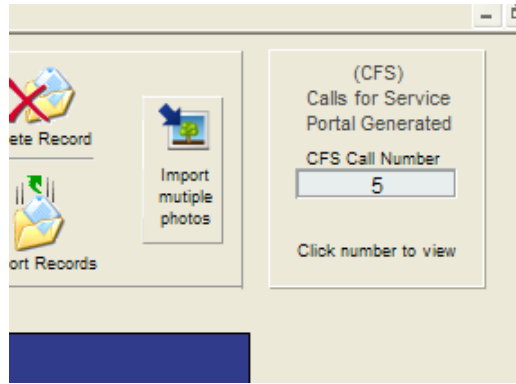 ete Record
Import
mutiple
photos
ort Records
(CFS)
Calls for Service
Portal Generated
CFS Call Number
5
Click number to view